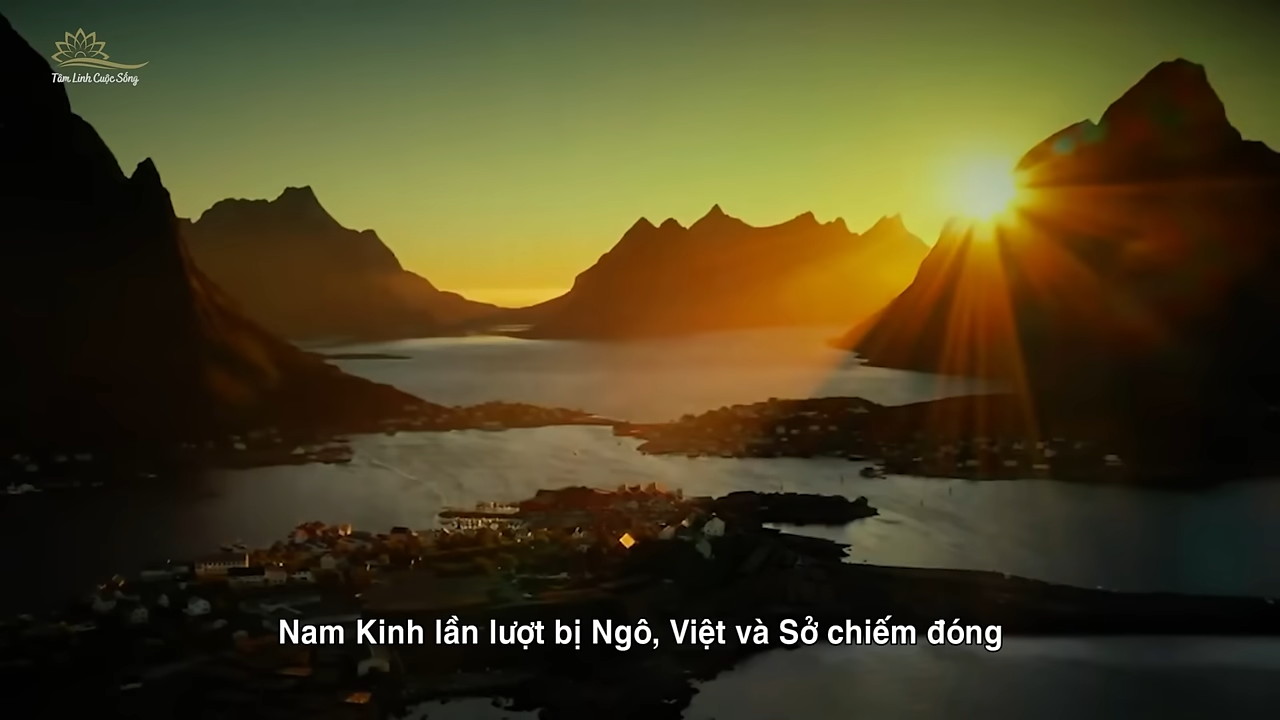 Tâm Linh Cuộc Sống
Nam Kinh lần lượt bị Ngô, Việt và Sở chiếm đóng